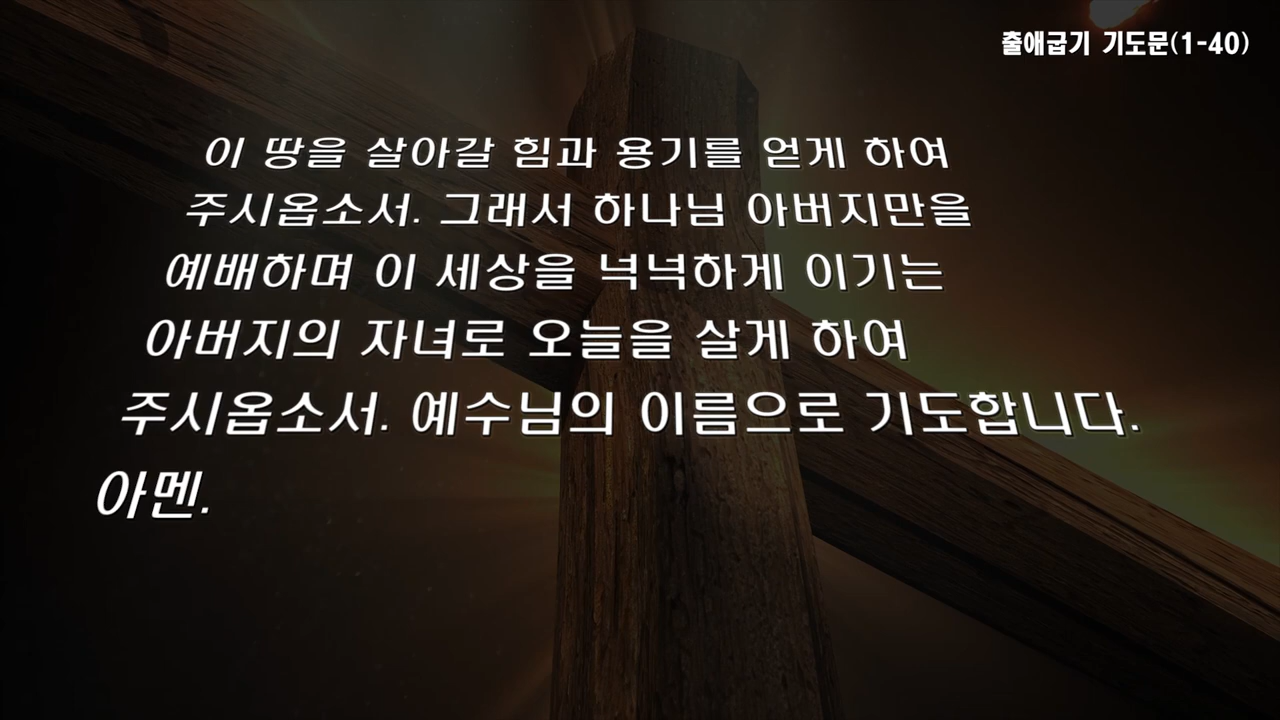 출애굽기 기도문(1-40)
이 땅을 살아갈 힘과 용기를 얻게 하여
주시옵소서. 그래서 하나님 아버지만을
예배하며 이 세상을 넉넉하게 이기는
아버지의 자녀로 오늘을 살게 하여
주시옵소서. 예수님의 이름으로 기도합니다.
아멘.